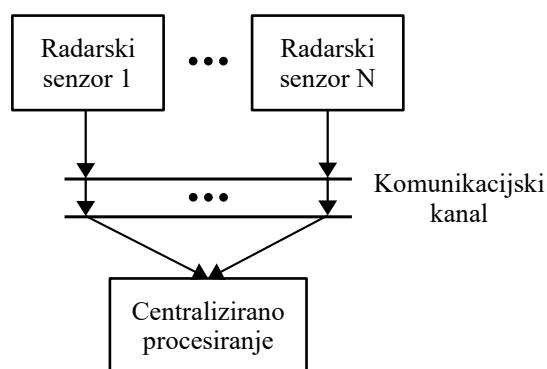 Radarski
senzor 1
Radarski
senzor N
Komunikacijski
kanal
Centralizirano
procesiranje